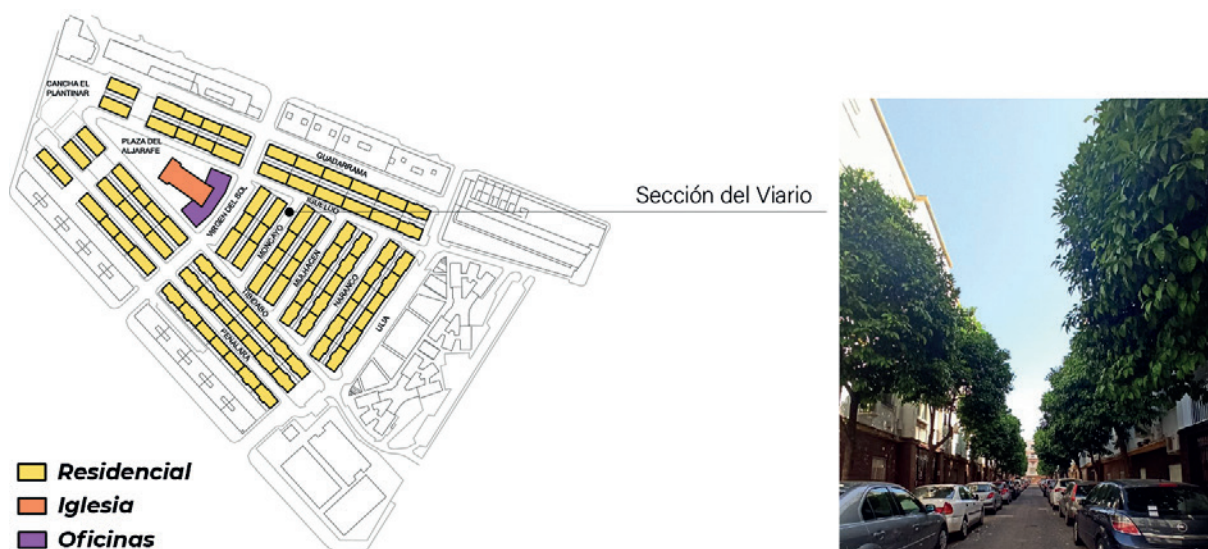 CANCHA EL
PLANTINAR
PLAZA DEL
ALJARAFE
VIRGEN DEL SOL
GUADARRAMA
MONCAYO
MULHACEN
NARANCO
ULIA
TIBIDABO
PEÑALARA
Sección del Viario
Residencial
Iglesia
Oficinas